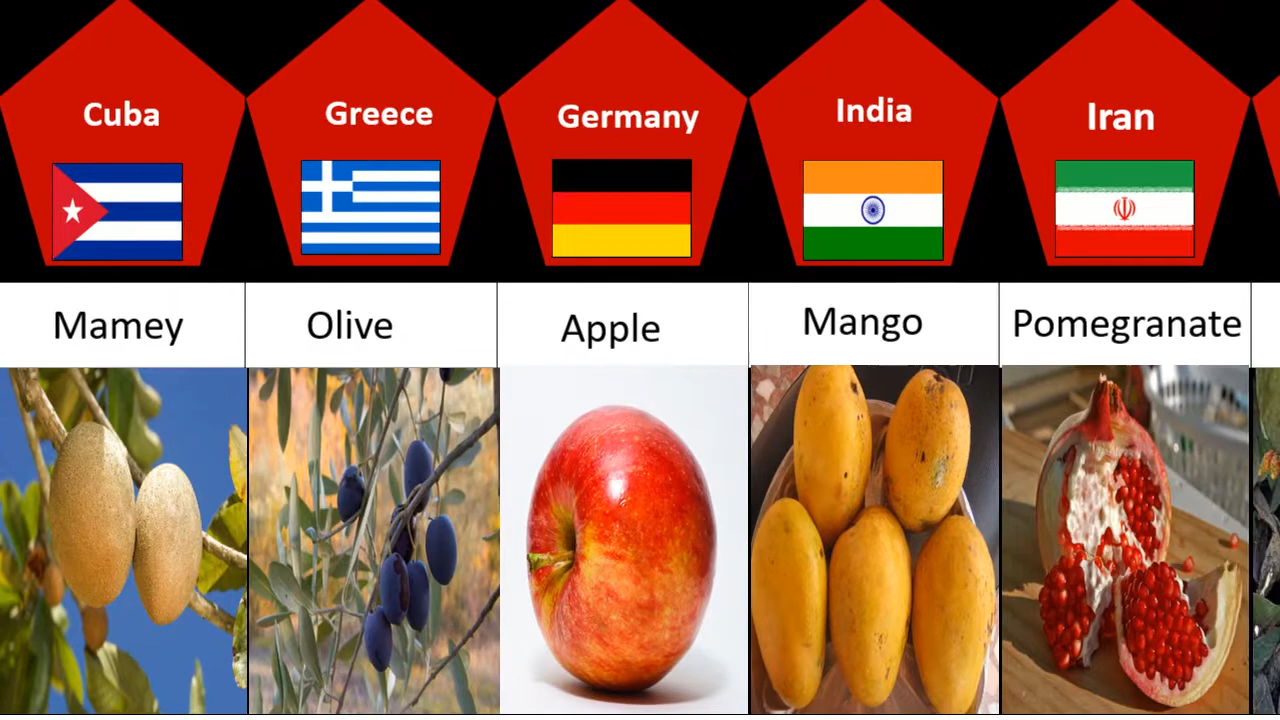 Cuba
Greece
Germany
India
Iran
Mamey
Olive
Apple
Mango
Pomegranate